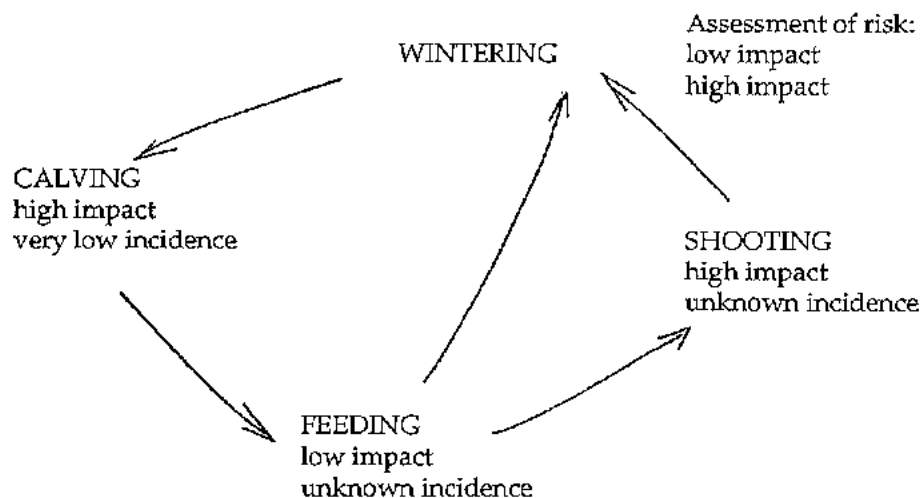 WINTERING
Assessment of risk:
low impact
high impact
CALVING
high impact
very low incidence
SHOOTING
high impact
unknown incidence
FEEDING
low impact
unknown incidence